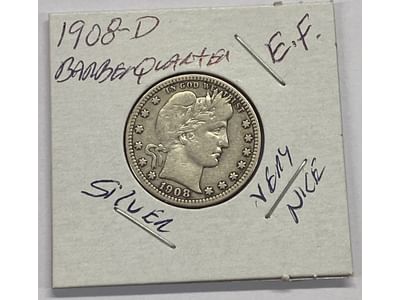 1908-D
BARBER QUARTER
E.F.
IN GOD WE TRUST
1908
SILVER
VERY
NICE